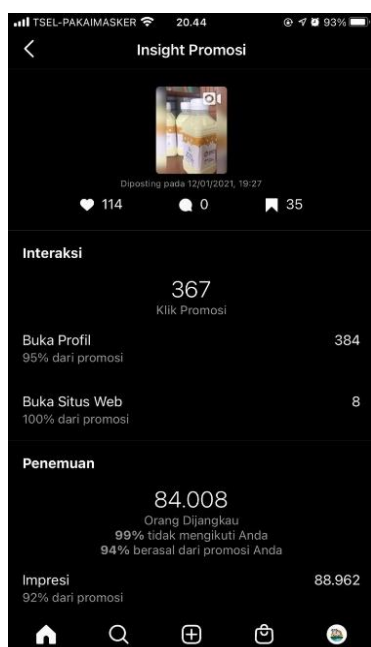 TSEL-PAKAIMASKER 20.44 93%
Insight Promosi
Diposting pada 12/01/2021, 19:27
114 0 35
Interaksi
367
Klik Promosi
Buka Profil 384
95% dari promosi
Buka Situs Web 8
100% dari promosi
Penemuan
84.008
Orang Dijangkau
99% tidak mengikuti Anda
94% berasal dari promosi Anda
Impresi 88.962
92% dari promosi